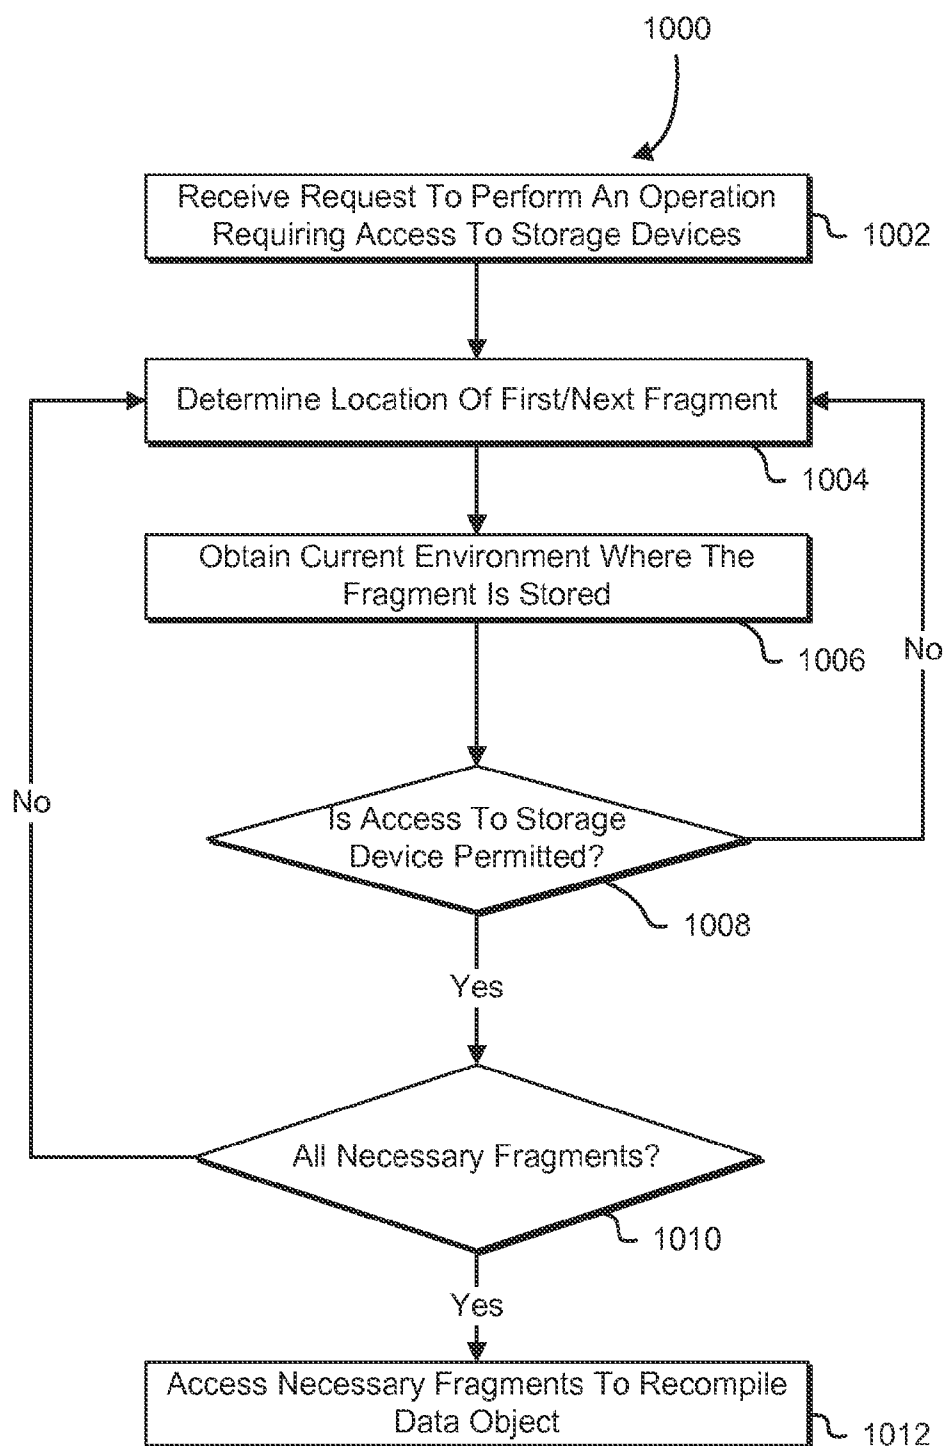 1000
Receive Request To Perform An Operation
Requiring Access To Storage Devices
1002
Determine Location Of First/Next Fragment
1004
Obtain Current Environment Where The
Fragment Is Stored
1006
No
No
Is Access To Storage
Device Permitted?
1008
Yes
All Necessary Fragments?
1010
Yes
Access Necessary Fragments To Recompile
Data Object
1012